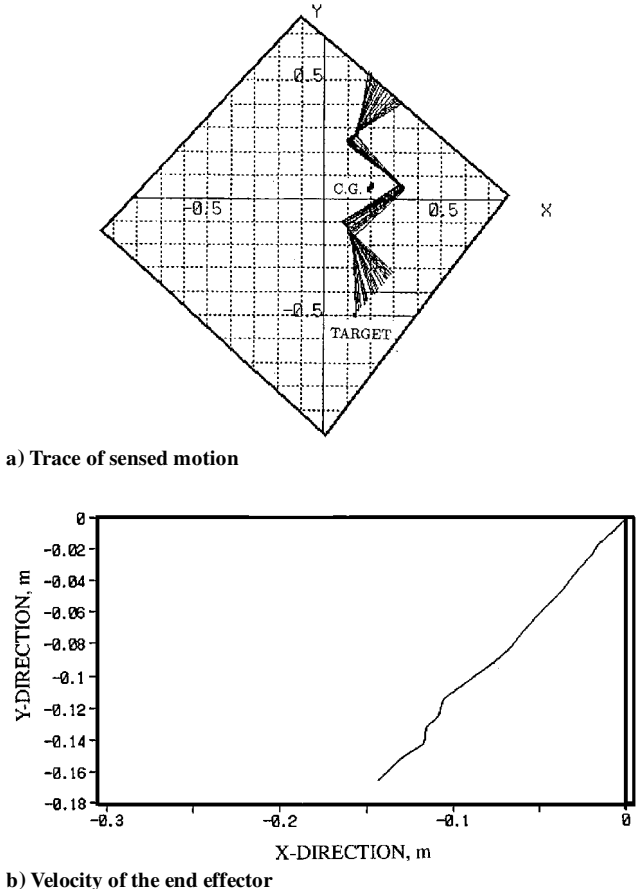 Y
0.5
C.G.
-0.5
0.5
X
-0.5
TARGET
a) Trace of sensed motion
0
-0.02
-0.04
-0.06
-0.08
-0.1
-0.12
-0.14
-0.16
-0.18
Y-DIRECTION, m
-0.3
-0.2
-0.1
0
X-DIRECTION, m
b) Velocity of the end effector